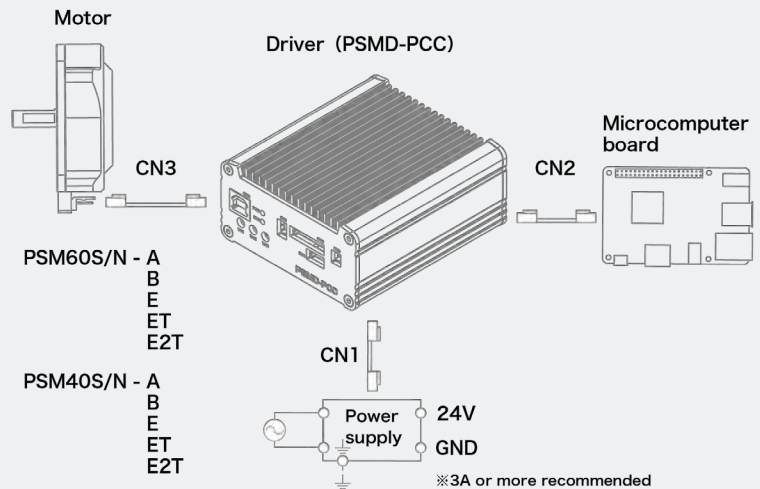 Motor
Driver (PSMD-PCC)
Microcomputer
board
CN3
CN2
PSMD-PCC
PSM60S/N - A
B
E
ET
E2T
CN1
PSM40S/N - A
B
E
ET
E2T
Power
supply
24V
GND
※3A or more recommended